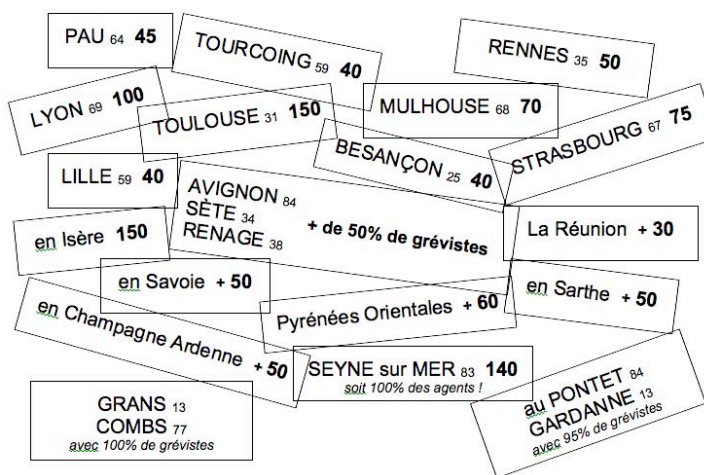 PAU 64 45
TOURCOING 59 40
RENNES 35 50
LYON 69 100
TOULOUSE 31 150
MULHOUSE 68 70
BESANÇON 25 40
STRASBOURG 67 75
LILLE 59 40
AVIGNON 84
SÈTE 34
RENAGE 38
+ de 50% de grévistes
La Réunion + 30
en Isère 150
en Savoie + 50
Pyrénées Orientales + 60
en Sarthe + 50
en Champagne Ardenne + 50
SEYNE sur MER 83 140
soit 100% des agents !
GRANS 13
COMBS 77
avec 100% de grévistes
au PONTET 84
GARDANNE 13
avec 95% de grévistes